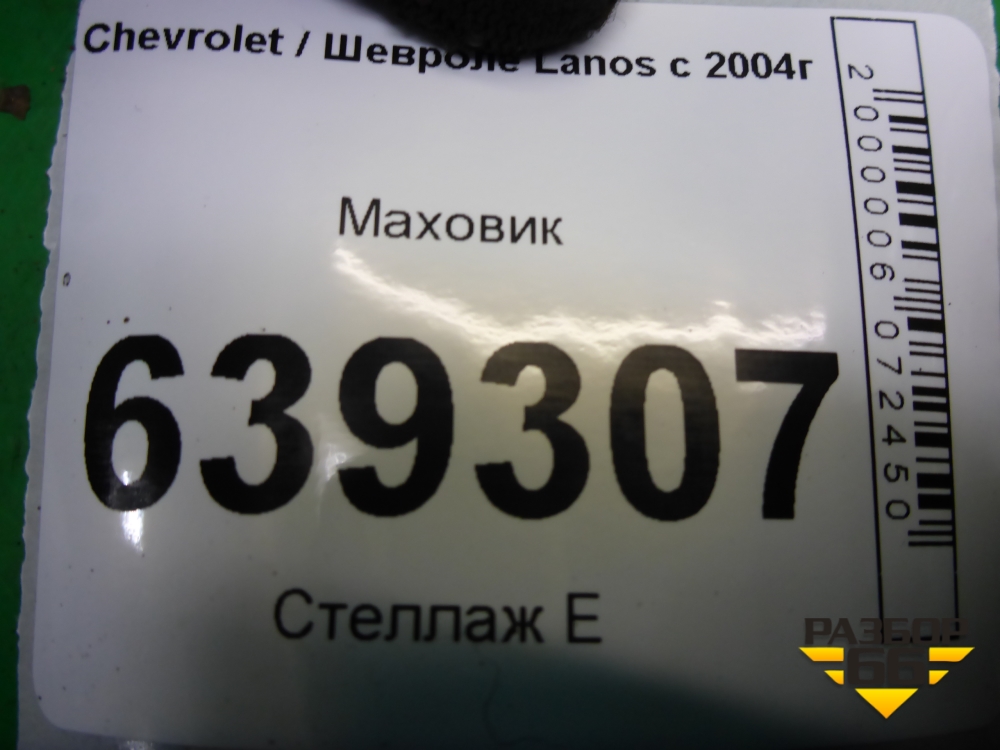 Chevrolet / Шевроле Lanos с 2004г
Маховик
639307
Стеллаж Е
2000006072450
РАЗБОР
66